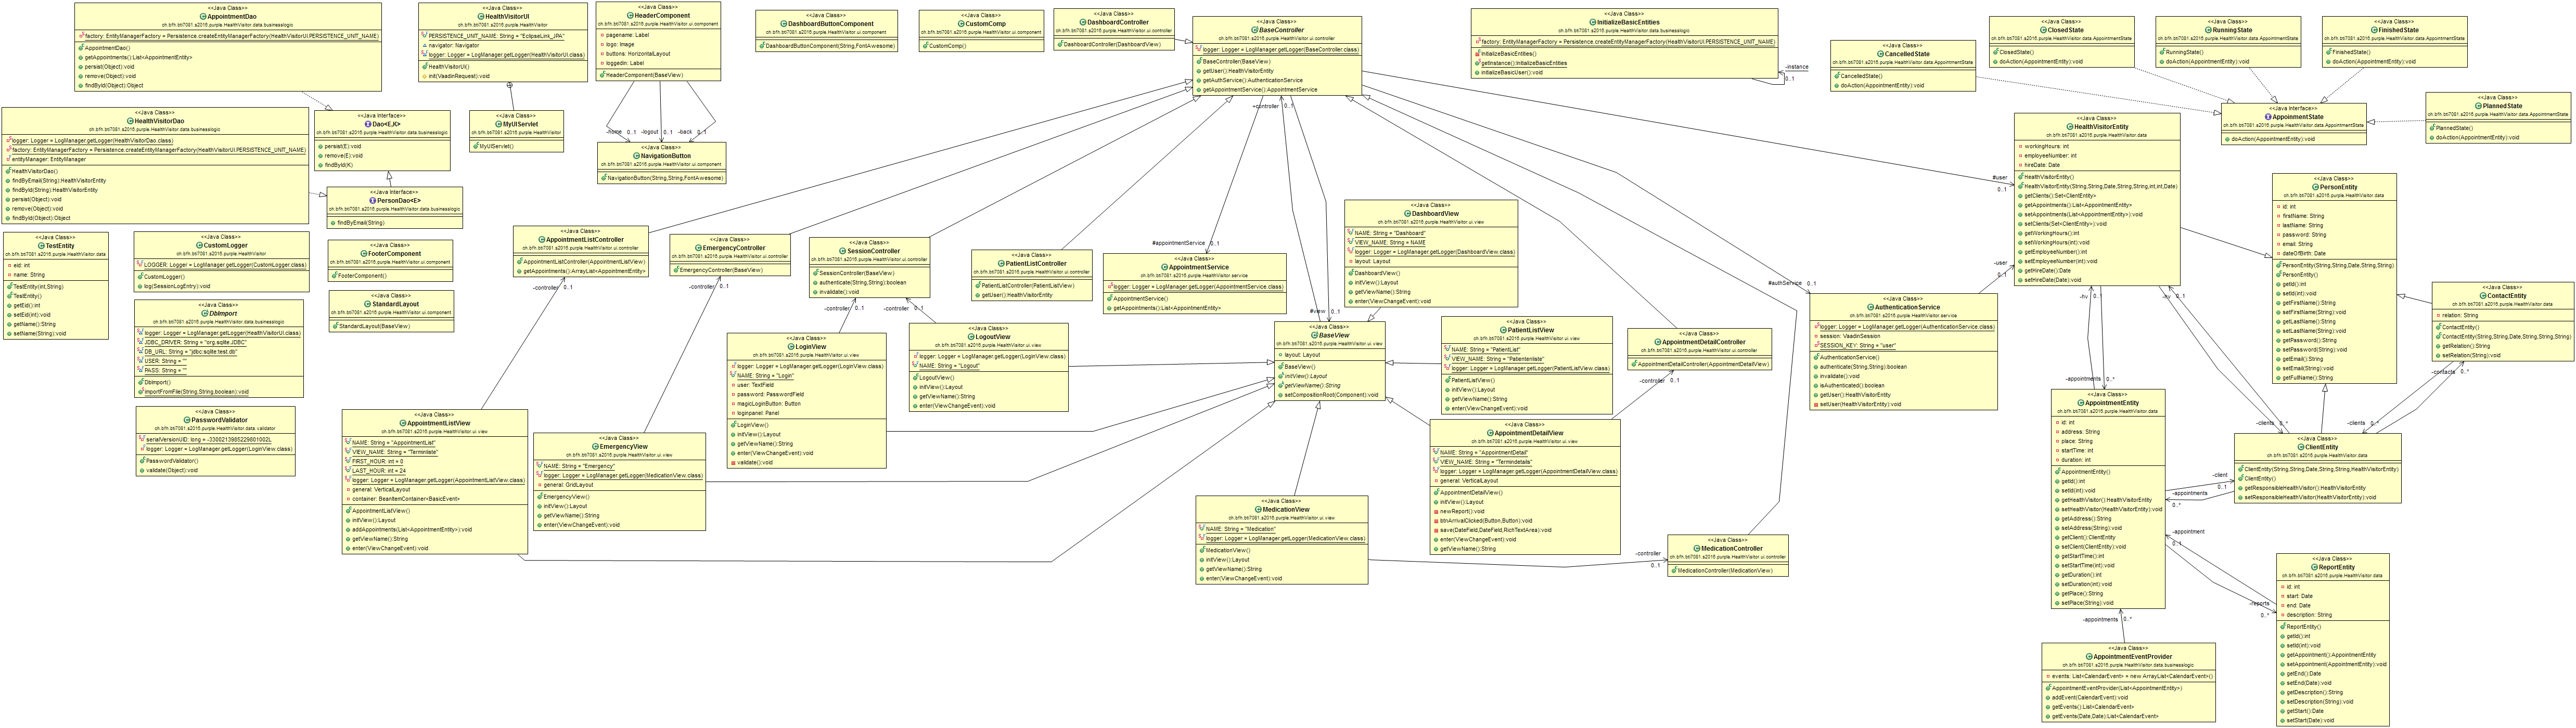 <<Java Class>>
AppointmentDao
ch.bfh.bti7081.s2016.purple.HealthVisitor.data.businesslogic
factory: EntityManagerFactory = Persistence.createEntityManagerFactory(HealthVisitorUI.PERSISTENCE_UNIT_NAME)
AppointmentDao()
getAppointments():List<AppointmentEntity>
persist(Object):void
remove(Object):void
findById(Object):Object
<<Java Class>>
HealthVisitorUI
ch.bfh.bti7081.s2016.purple.HealthVisitor
PERSISTENCE_UNIT_NAME: String = "EclipseLink_JPA"
navigator: Navigator
logger: Logger = LogManager.getLogger(HealthVisitorUI.class)
HealthVisitorUI()
init(VaadinRequest):void
<<Java Class>>
HeaderComponent
ch.bfh.bti7081.s2016.purple.HealthVisitor.ui.component
pagename: Label
logo: Image
buttons: HorizontalLayout
loggedin: Label
HeaderComponent(BaseView)
<<Java Class>>
DashboardButtonComponent
ch.bfh.bti7081.s2016.purple.HealthVisitor.ui.component
DashboardButtonComponent(String,FontAwesome)
<<Java Class>>
CustomComp
ch.bfh.bti7081.s2016.purple.HealthVisitor.ui.component
CustomComp()
<<Java Class>>
DashboardController
ch.bfh.bti7081.s2016.purple.HealthVisitor.ui.controller
DashboardController(DashboardView)
<<Java Class>>
BaseController
ch.bfh.bti7081.s2016.purple.HealthVisitor.ui.controller
logger: Logger = LogManager.getLogger(BaseController.class)
BaseController(BaseView)
getUser():HealthVisitorEntity
getAuthService():AuthenticationService
getAppointmentService():AppointmentService
<<Java Class>>
InitializeBasicEntities
ch.bfh.bti7081.s2016.purple.HealthVisitor.data.businesslogic
factory: EntityManagerFactory = Persistence.createEntityManagerFactory(HealthVisitorUI.PERSISTENCE_UNIT_NAME)
InitializeBasicEntities()
getInstance():InitializeBasicEntities
initializeBasicUser():void
-instance
0..1
<<Java Class>>
CancelledState
ch.bfh.bti7081.s2016.purple.HealthVisitor.data.AppointmentState
CancelledState()
doAction(AppointmentEntity):void
<<Java Class>>
ClosedState
ch.bfh.bti7081.s2016.purple.HealthVisitor.data.AppointmentState
ClosedState()
doAction(AppointmentEntity):void
<<Java Class>>
RunningState
ch.bfh.bti7081.s2016.purple.HealthVisitor.data.AppointmentState
RunningState()
doAction(AppointmentEntity):void
<<Java Class>>
FinishedState
ch.bfh.bti7081.s2016.purple.HealthVisitor.data.AppointmentState
FinishedState()
doAction(AppointmentEntity):void
<<Java Interface>>
AppoinmentState
ch.bfh.bti7081.s2016.purple.HealthVisitor.data.AppointmentState
doAction(AppointmentEntity):void
<<Java Class>>
PlannedState
ch.bfh.bti7081.s2016.purple.HealthVisitor.data.AppointmentState
PlannedState()
doAction(AppointmentEntity):void
<<Java Class>>
HealthVisitorDao
ch.bfh.bti7081.s2016.purple.HealthVisitor.data.businesslogic
logger: Logger = LogManager.getLogger(HealthVisitorDao.class)
factory: EntityManagerFactory = Persistence.createEntityManagerFactory(HealthVisitorUI.PERSISTENCE_UNIT_NAME)
entityManager: EntityManager
HealthVisitorDao()
findByEmail(String):HealthVisitorEntity
findById(String):HealthVisitorEntity
persist(Object):void
remove(Object):void
findById(Object):Object
<<Java Interface>>
Dao<E,K>
ch.bfh.bti7081.s2016.purple.HealthVisitor.data.businesslogic
persist(E):void
remove(E):void
findById(K)
<<Java Interface>>
PersonDao<E>
ch.bfh.bti7081.s2016.purple.HealthVisitor.data.businesslogic
findByEmail(String)
<<Java Class>>
MyUIServlet
ch.bfh.bti7081.s2016.purple.HealthVisitor
MyUIServlet()
-home 0..1
-logout 0..1
-back 0..1
<<Java Class>>
NavigationButton
ch.bfh.bti7081.s2016.purple.HealthVisitor.ui.component
NavigationButton(String,String,FontAwesome)
<<Java Class>>
TestEntity
ch.bfh.bti7081.s2016.purple.HealthVisitor.data
eid: int
name: String
TestEntity(int,String)
TestEntity()
getEid():int
setEid(int):void
getName():String
setName(String):void
<<Java Class>>
CustomLogger
ch.bfh.bti7081.s2016.purple.HealthVisitor
LOGGER: Logger = LogManager.getLogger(CustomLogger.class)
CustomLogger()
log(SessionLogEntry):void
<<Java Class>>
DbImport
ch.bfh.bti7081.s2016.purple.HealthVisitor.data.businesslogic
logger: Logger = LogManager.getLogger(HealthVisitorUI.class)
JDBC_DRIVER: String = "org.sqlite.JDBC"
DB_URL: String = "jdbc:sqlite:test.db"
USER: String = ""
PASS: String = ""
DbImport()
importFromFile(String,String,boolean):void
<<Java Class>>
PasswordValidator
ch.bfh.bti7081.s2016.purple.HealthVisitor.data.validator
serialVersionUID: long = -3300213985229801002L
logger: Logger = LogManager.getLogger(LoginView.class)
PasswordValidator()
validate(Object):void
<<Java Class>>
FooterComponent
ch.bfh.bti7081.s2016.purple.HealthVisitor.ui.component
FooterComponent()
<<Java Class>>
StandardLayout
ch.bfh.bti7081.s2016.purple.HealthVisitor.ui.component
StandardLayout(BaseView)
<<Java Class>>
AppointmentListController
ch.bfh.bti7081.s2016.purple.HealthVisitor.ui.controller
AppointmentListController(AppointmentListView)
getAppointments():ArrayList<AppointmentEntity>
-controller 0..1
<<Java Class>>
EmergencyController
ch.bfh.bti7081.s2016.purple.HealthVisitor.ui.controller
EmergencyController(BaseView)
-controller 0..1
<<Java Class>>
SessionController
ch.bfh.bti7081.s2016.purple.HealthVisitor.ui.controller
SessionController(BaseView)
authenticate(String,String):boolean
invalidate():void
-controller 0..1
-controller 0..1
<<Java Class>>
PatientListController
ch.bfh.bti7081.s2016.purple.HealthVisitor.ui.controller
PatientListController(PatientListView)
getUser():HealthVisitorEntity
+controller 0..1
#appointmentService 0..1
<<Java Class>>
AppointmentService
ch.bfh.bti7081.s2016.purple.HealthVisitor.service
logger: Logger = LogManager.getLogger(AppointmentService.class)
AppointmentService()
getAppointments():List<AppointmentEntity>
<<Java Class>>
DashboardView
ch.bfh.bti7081.s2016.purple.HealthVisitor.ui.view
NAME: String = "Dashboard"
VIEW_NAME: String = NAME
logger: Logger = LogManager.getLogger(DashboardView.class)
layout: Layout
DashboardView()
initView():Layout
getViewName():String
enter(ViewChangeEvent):void
#view 0..1
<<Java Class>>
BaseView
ch.bfh.bti7081.s2016.purple.HealthVisitor.ui.view
layout: Layout
BaseView()
initView():Layout
getViewName():String
setCompositionRoot(Component):void
<<Java Class>>
PatientListView
ch.bfh.bti7081.s2016.purple.HealthVisitor.ui.view
NAME: String = "PatientList"
VIEW_NAME: String = "Patientenliste"
logger: Logger = LogManager.getLogger(PatientListView.class)
PatientListView()
initView():Layout
getViewName():String
enter(ViewChangeEvent):void
<<Java Class>>
AppointmentDetailController
ch.bfh.bti7081.s2016.purple.HealthVisitor.ui.controller
AppointmentDetailController(AppointmentDetailView)
-controller 0..1
#authService 0..1
-user
0..1
#user
0..1
<<Java Class>>
AuthenticationService
ch.bfh.bti7081.s2016.purple.HealthVisitor.service
logger: Logger = LogManager.getLogger(AuthenticationService.class)
session: VaadinSession
SESSION_KEY: String = "user"
AuthenticationService()
authenticate(String,String):boolean
invalidate():void
isAuthenticated():boolean
getUser():HealthVisitorEntity
setUser(HealthVisitorEntity):void
<<Java Class>>
HealthVisitorEntity
ch.bfh.bti7081.s2016.purple.HealthVisitor.data
workingHours: int
employeeNumber: int
hireDate: Date
HealthVisitorEntity()
HealthVisitorEntity(String,String,Date,String,String,int,int,Date)
getClients():Set<ClientEntity>
getAppointments():List<AppointmentEntity>
setAppointments(List<AppointmentEntity>):void
setClients(Set<ClientEntity>):void
getWorkingHours():int
setWorkingHours(int):void
getEmployeeNumber():int
setEmployeeNumber(int):void
getHireDate():Date
setHireDate(Date):void
-hv 0..1
-hv 0..1
<<Java Class>>
PersonEntity
ch.bfh.bti7081.s2016.purple.HealthVisitor.data
id: int
firstName: String
lastName: String
password: String
email: String
dateOfBirth: Date
PersonEntity(String,String,Date,String,String)
PersonEntity()
getId():int
setId(int):void
getFirstName():String
setFirstName(String):void
getLastName():String
setLastName(String):void
getPassword():String
setPassword(String):void
getEmail():String
setEmail(String):void
getFullName():String
<<Java Class>>
ContactEntity
ch.bfh.bti7081.s2016.purple.HealthVisitor.data
relation: String
ContactEntity()
ContactEntity(String,String,Date,String,String,String)
getRelation():String
setRelation(String):void
-contacts 0..*
-clients 0..*
-clients 0..*
<<Java Class>>
LoginView
ch.bfh.bti7081.s2016.purple.HealthVisitor.ui.view
logger: Logger = LogManager.getLogger(LoginView.class)
NAME: String = "Login"
user: TextField
password: PasswordField
magicLoginButton: Button
loginpanel: Panel
LoginView()
initView():Layout
getViewName():String
enter(ViewChangeEvent):void
validate():void
<<Java Class>>
LogoutView
ch.bfh.bti7081.s2016.purple.HealthVisitor.ui.view
logger: Logger = LogManager.getLogger(LoginView.class)
NAME: String = "Logout"
LogoutView()
initView():Layout
getViewName():String
enter(ViewChangeEvent):void
<<Java Class>>
AppointmentListView
ch.bfh.bti7081.s2016.purple.HealthVisitor.ui.view
NAME: String = "AppointmentList"
VIEW_NAME: String = "Terminliste"
FIRST_HOUR: int = 0
LAST_HOUR: int = 24
logger: Logger = LogManager.getLogger(AppointmentListView.class)
general: VerticalLayout
container: BeanItemContainer<BasicEvent>
AppointmentListView()
initView():Layout
addAppointments(List<AppointmentEntity>):void
getViewName():String
enter(ViewChangeEvent):void
<<Java Class>>
EmergencyView
ch.bfh.bti7081.s2016.purple.HealthVisitor.ui.view
NAME: String = "Emergency"
logger: Logger = LogManager.getLogger(MedicationView.class)
general: GridLayout
EmergencyView()
initView():Layout
getViewName():String
enter(ViewChangeEvent):void
<<Java Class>>
AppointmentDetailView
ch.bfh.bti7081.s2016.purple.HealthVisitor.ui.view
NAME: String = "AppointmentDetail"
VIEW_NAME: String = "Termindetails"
logger: Logger = LogManager.getLogger(AppointmentDetailView.class)
general: VerticalLayout
AppointmentDetailView()
initView():Layout
newReport():void
btnArrivalClicked(Button,Button):void
save(DateField,DateField,RichTextArea):void
enter(ViewChangeEvent):void
getViewName():String
<<Java Class>>
MedicationView
ch.bfh.bti7081.s2016.purple.HealthVisitor.ui.view
NAME: String = "Medication"
logger: Logger = LogManager.getLogger(MedicationView.class)
MedicationView()
initView():Layout
getViewName():String
enter(ViewChangeEvent):void
-controller
0..1
<<Java Class>>
MedicationController
ch.bfh.bti7081.s2016.purple.HealthVisitor.ui.controller
MedicationController(MedicationView)
-appointments 0..*
<<Java Class>>
AppointmentEntity
ch.bfh.bti7081.s2016.purple.HealthVisitor.data
id: int
address: String
place: String
startTime: int
duration: int
AppointmentEntity()
getId():int
setId(int):void
getHealthVisitor():HealthVisitorEntity
setHealthVisitor(HealthVisitorEntity):void
getAddress():String
setAddress(String):void
getClient():ClientEntity
setClient(ClientEntity):void
getStartTime():int
setStartTime(int):void
getDuration():int
setDuration(int):void
getPlace():String
setPlace(String):void
<<Java Class>>
ClientEntity
ch.bfh.bti7081.s2016.purple.HealthVisitor.data
ClientEntity(String,String,Date,String,String,HealthVisitorEntity)
ClientEntity()
getResponsibleHealthVisitor():HealthVisitorEntity
setResponsibleHealthVisitor(HealthVisitorEntity):void
-client
0..1
-appointments
0..*
-appointment
0..1
-reports
0..*
<<Java Class>>
ReportEntity
ch.bfh.bti7081.s2016.purple.HealthVisitor.data
id: int
start: Date
end: Date
description: String
ReportEntity()
getId():int
setId(int):void
getAppointment():AppointmentEntity
setAppointment(AppointmentEntity):void
getEnd():Date
setEnd(Date):void
getDescription():String
setDescription(String):void
getStart():Date
setStart(Date):void
-appointments 0..*
<<Java Class>>
AppointmentEventProvider
ch.bfh.bti7081.s2016.purple.HealthVisitor.data.businesslogic
events: List<CalendarEvent> = new ArrayList<CalendarEvent>()
AppointmentEventProvider(List<AppointmentEntity>)
addEvent(CalendarEvent):void
getEvents():List<CalendarEvent>
getEvents(Date,Date):List<CalendarEvent>